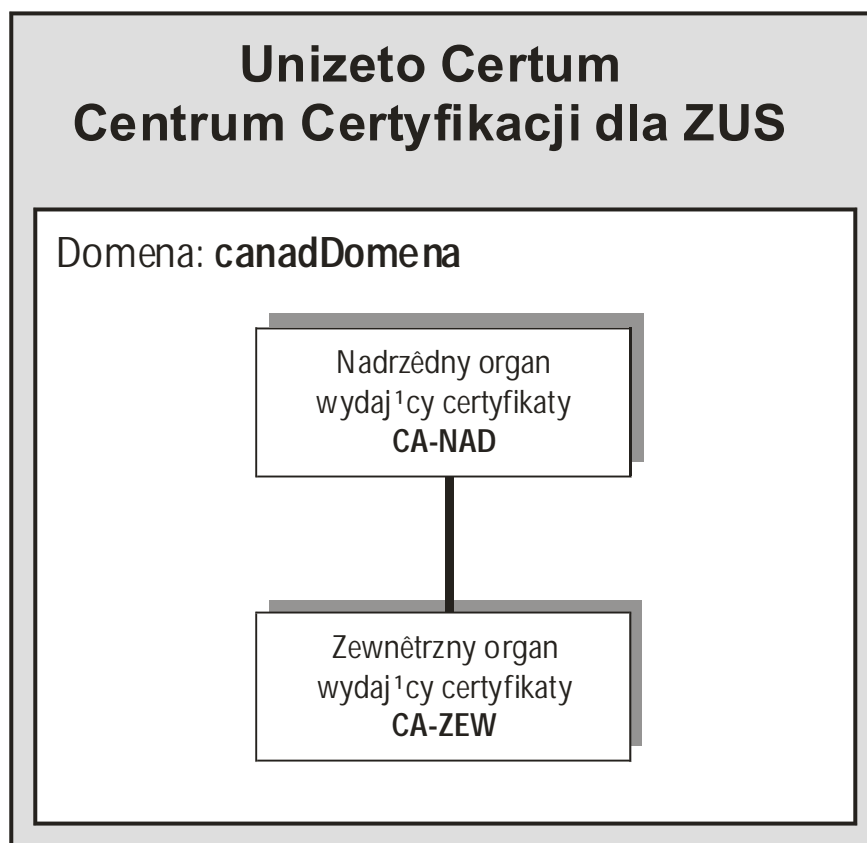 Unizeto Certum
Centrum Certyfikacji dla ZUS
Domena: canadDomena
Nadrzêdny organ
wydaj¹cy certyfikaty
CA-NAD
Zewnêtrzny organ
wydaj¹cy certyfikaty
CA-ZEW